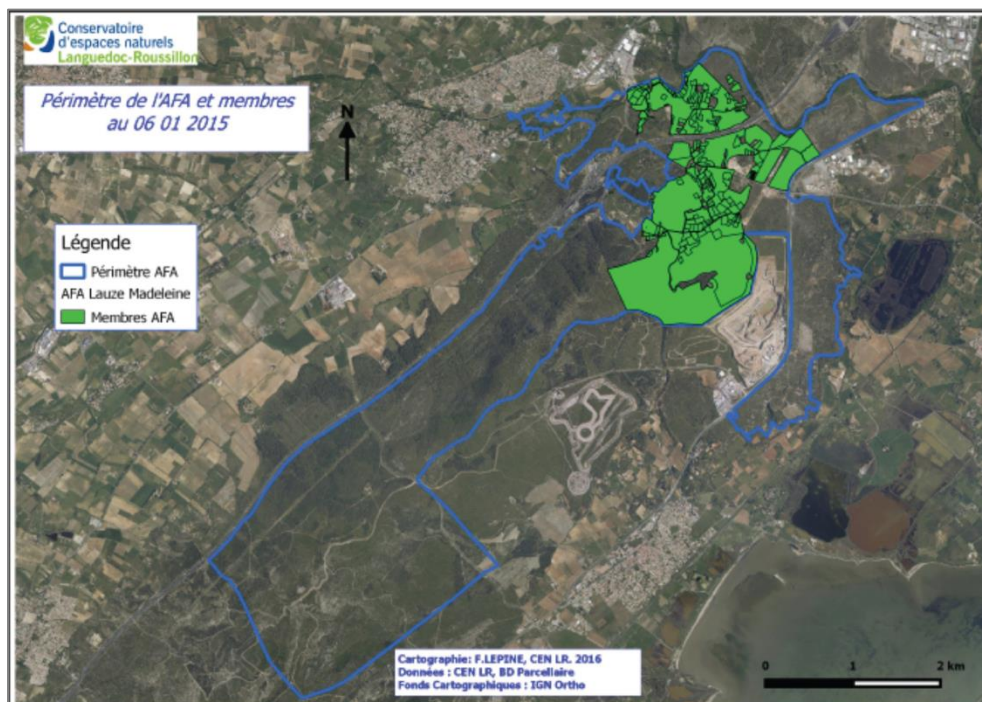 Conservatoire
d'espaces naturels
Languedoc-Roussillon
Périmètre de l'AFA et membres
au 06 01 2015
N
Légende
Périmètre AFA
AFA Lauze Madeleine
Membres AFA
Cartographie: F.LEPINE, CEN LR. 2016
Données : CEN LR, BD Parcellaire
Fonds Cartographiques : IGN Ortho
0 1 2 km